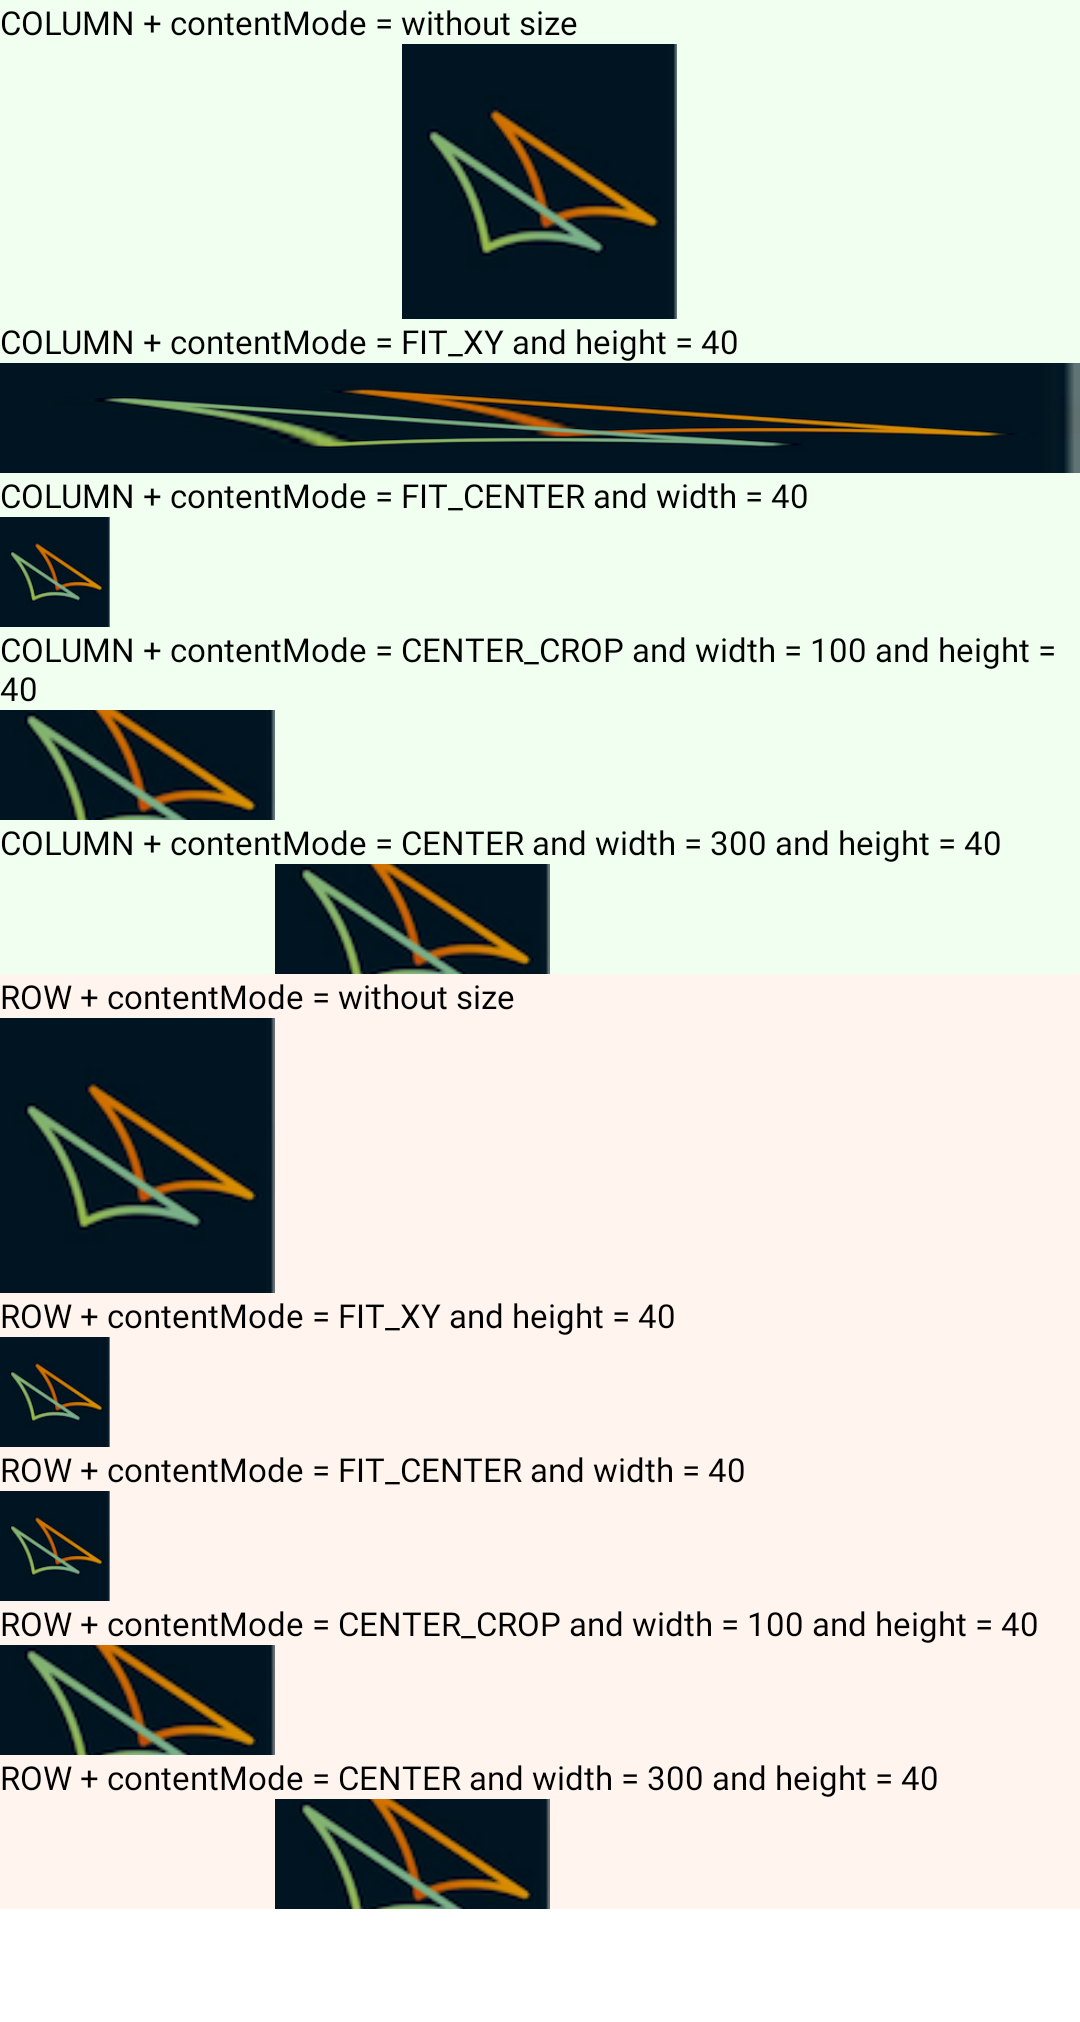 COLUMN + contentMode = without size
COLUMN + contentMode = FIT_XY and height = 40
COLUMN + contentMode = FIT_CENTER and width = 40
COLUMN + contentMode = CENTER_CROP and width = 100 and height =
40
COLUMN + contentMode = CENTER and width = 300 and height = 40
ROW + contentMode = without size
ROW + contentMode = FIT_XY and height = 40
ROW + contentMode = FIT_CENTER and width = 40
ROW + contentMode = CENTER_CROP and width = 100 and height = 40
ROW + contentMode = CENTER and width = 300 and height = 40